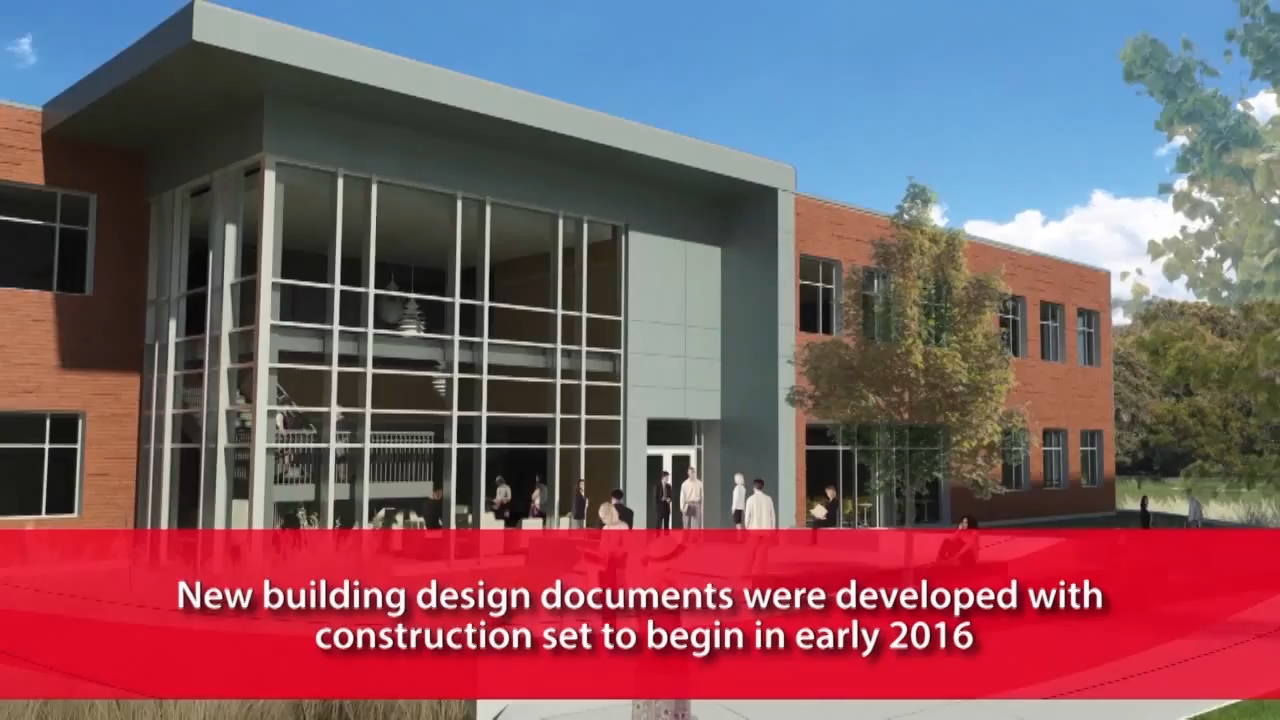 New building design documents were developed with
construction set to begin in early 2016